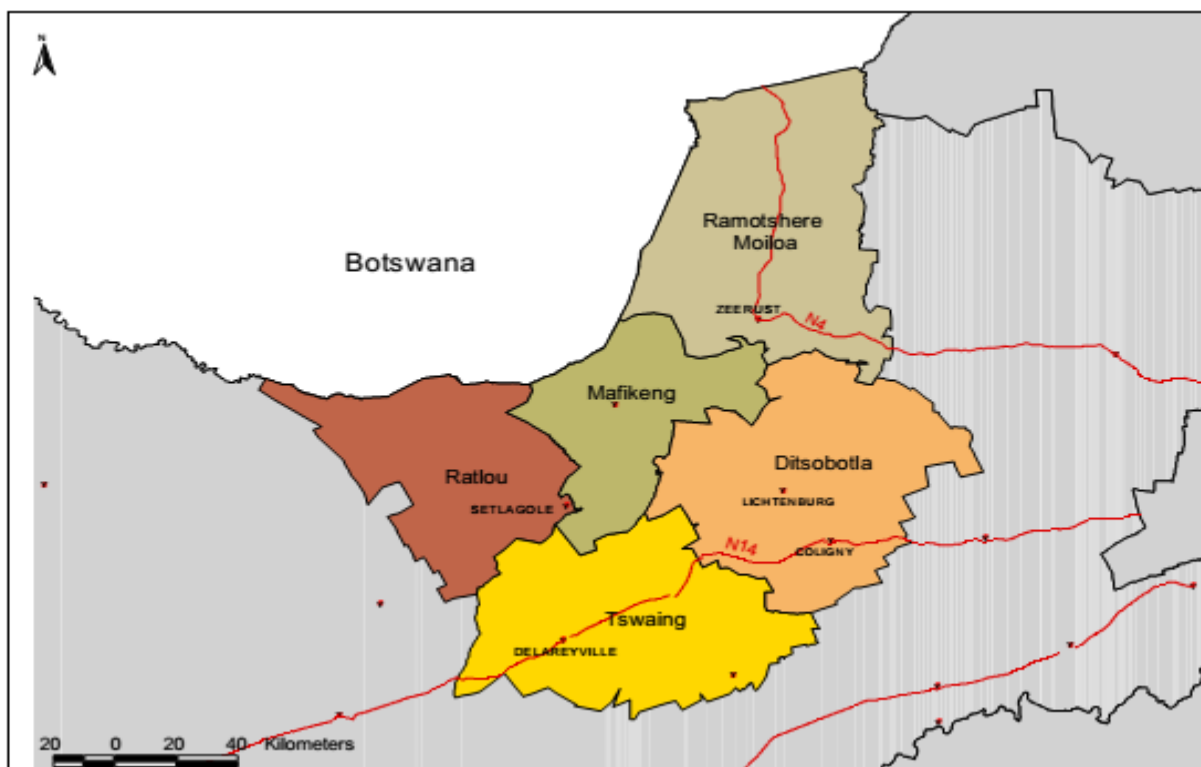 N
Ramotshere
Moiloa
Botswana
ZEERUST
N4
Mafikeng
Ratlou
Ditsobotla
SETLAGOLE
LICHTENBURG
N14
COLIGNY
Tswaing
DELAREYVILLE
20 0 20 40 Kilometers